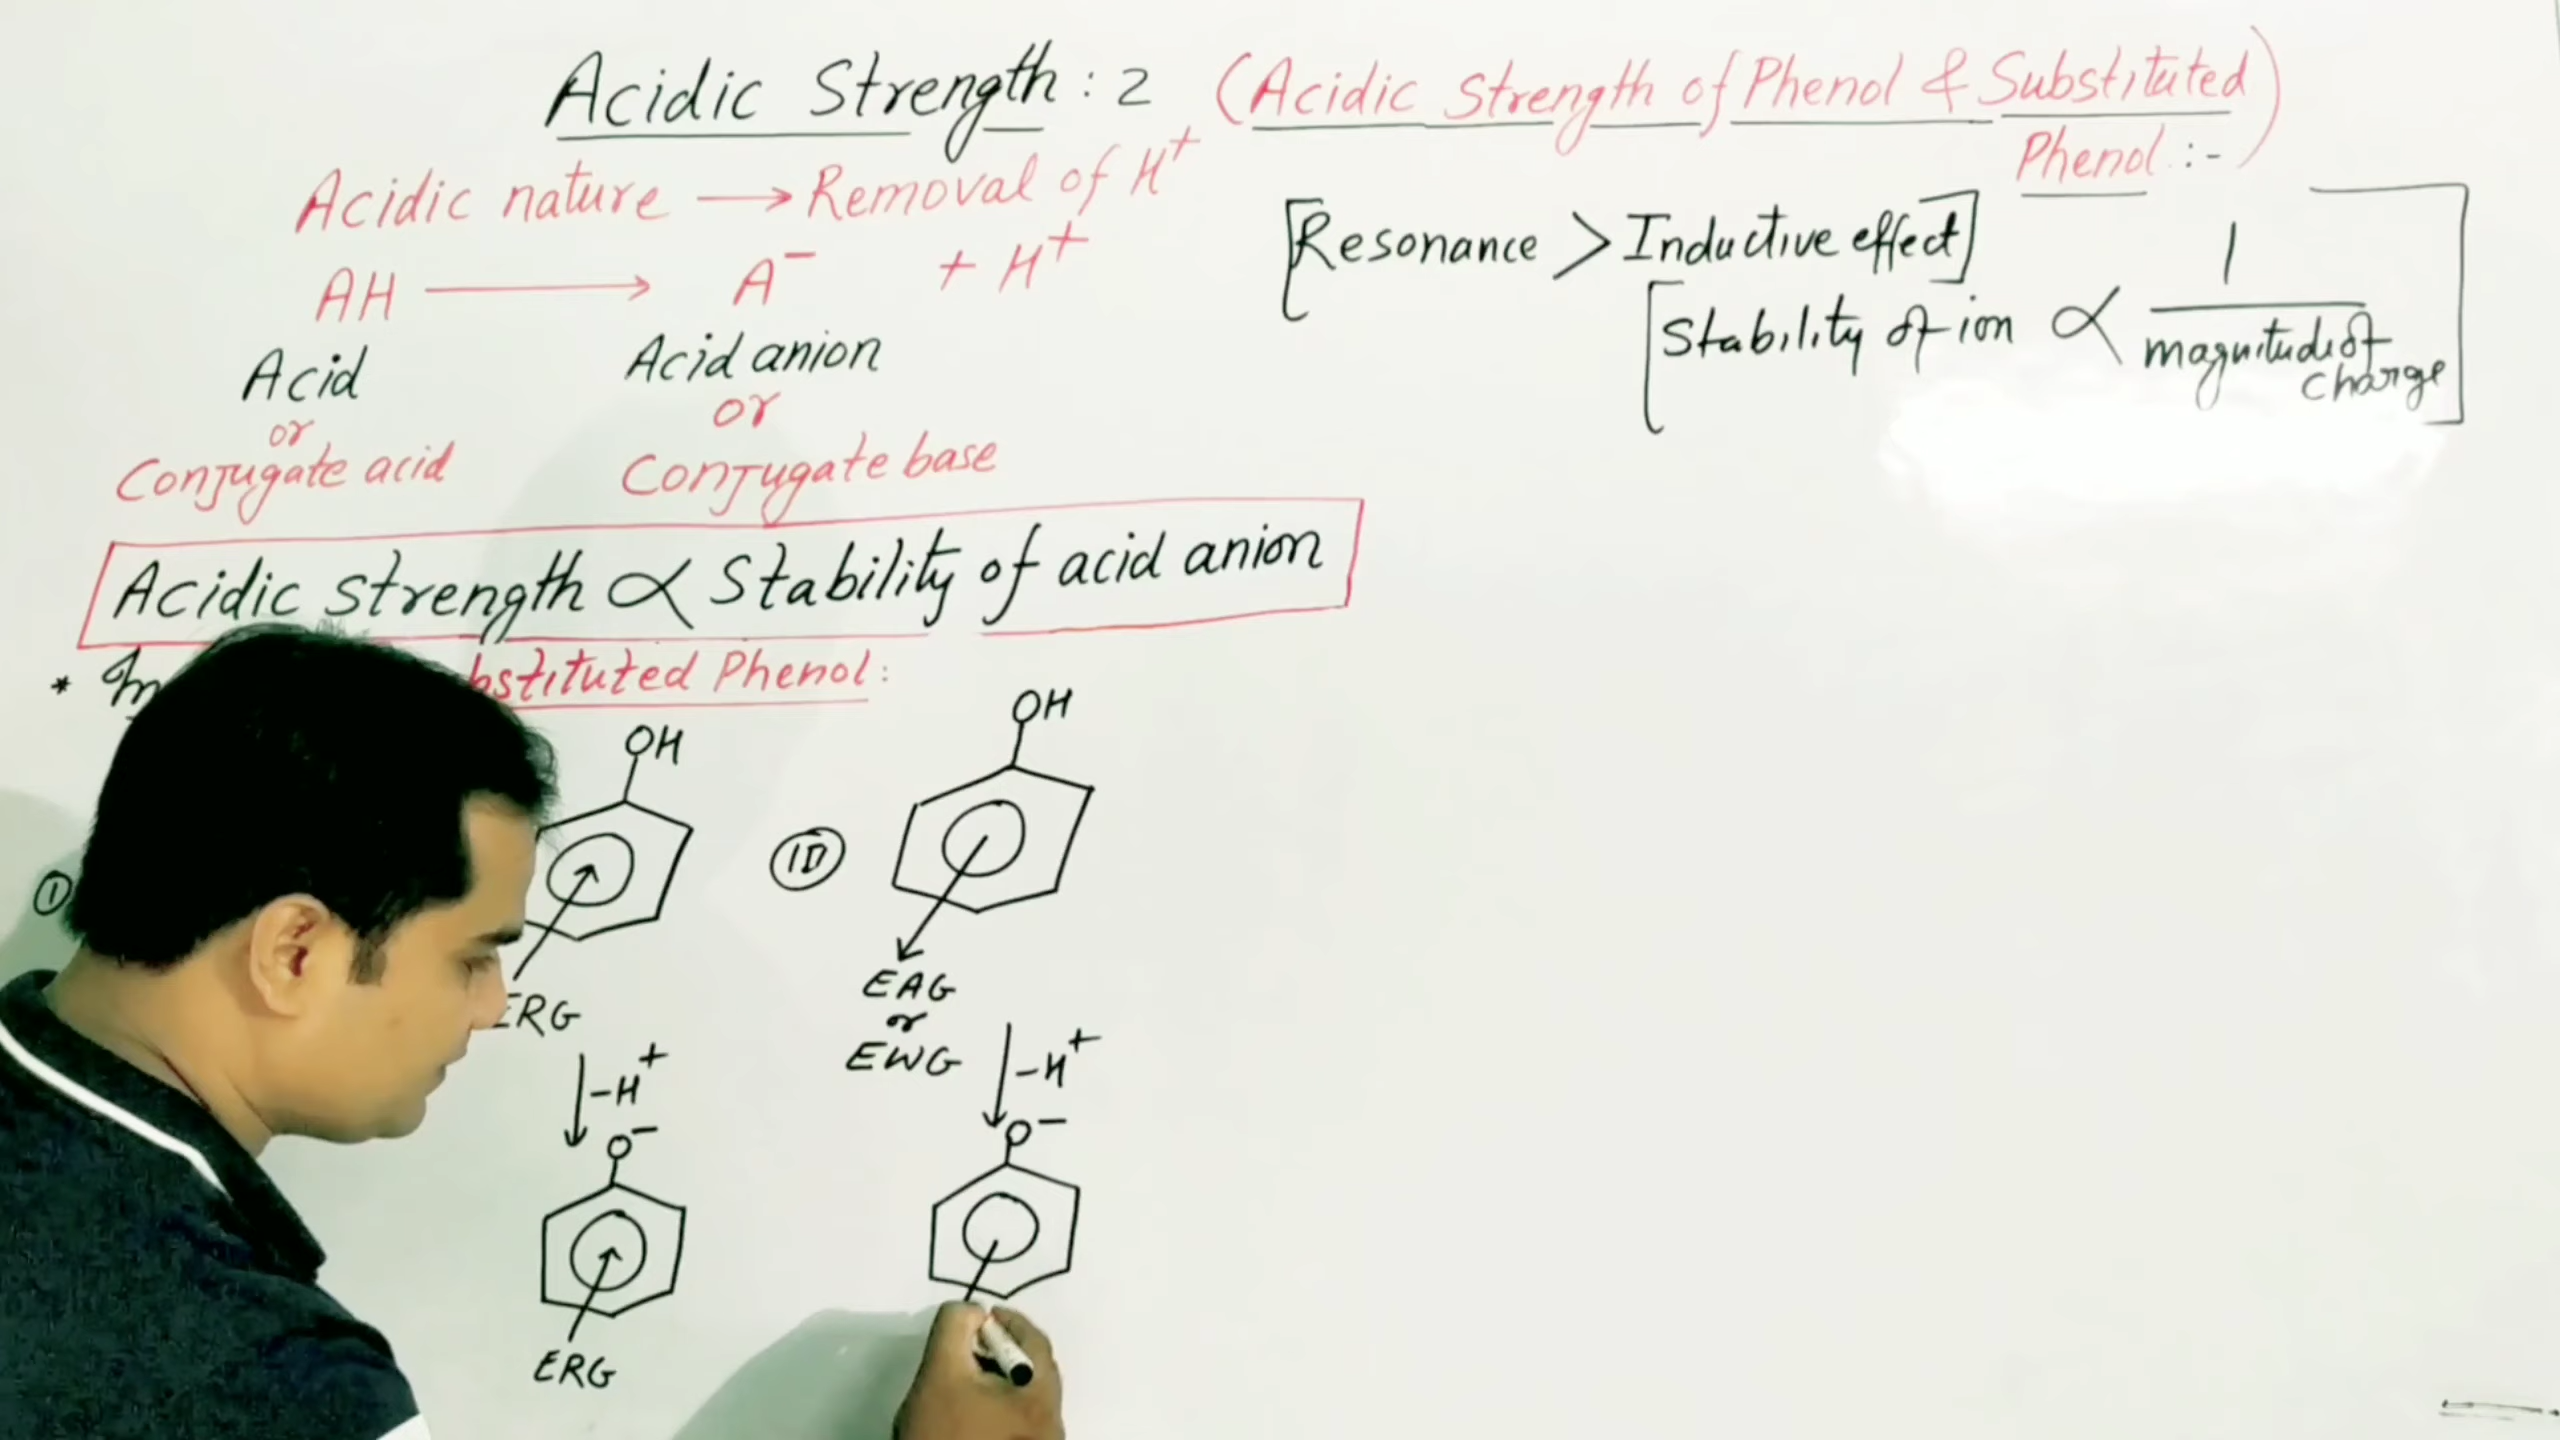 Acidic Strength : 2 (Acidic Strength of Phenol & Substituted
Phenol :-)
Acidic nature ⟶ Removal of H⁺
AH ⟶ A⁻ + H⁺
Acid
or
Conjugate acid
Acid anion
or
Conjugate base
[Resonance > Inductive effect]
[Stability of ion ∝ 1
magnitude of
charge]
Acidic strength ∝ Stability of acid anion
* 
Phenol :
①
OH
ERG
-H⁺
O⁻
ERG
⑪
OH
EAG
or
EWG
-H⁺
O⁻